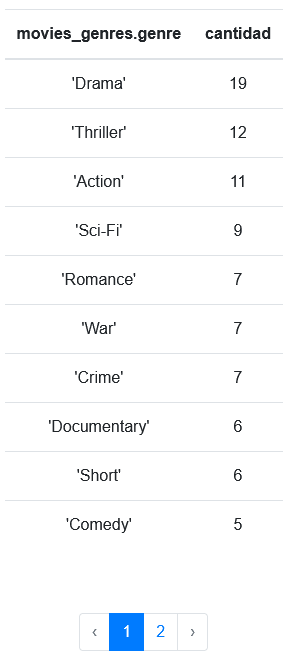 movies_genres.genre cantidad
'Drama' 19
'Thriller' 12
'Action' 11
'Sci-Fi' 9
'Romance' 7
'War' 7
'Crime' 7
'Documentary' 6
'Short' 6
'Comedy' 5
‹ 1 2 ›